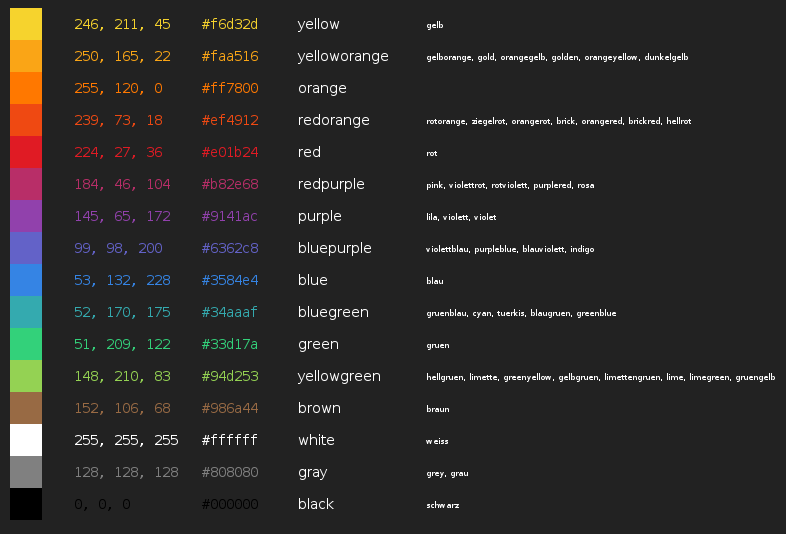 246, 211, 45 #f6d32d yellow gelb
250, 165, 22 #faa516 yelloworange gelborange, gold, orangegelb, golden, orangeyellow, dunkelgelb
255, 120, 0 #ff7800 orange
239, 73, 18 #ef4912 redorange rotorange, ziegelrot, orangerot, brick, orangered, brickred, hellrot
224, 27, 36 #e01b24 red rot
184, 46, 104 #b82e68 redpurple pink, violettrot, rotviolett, purplered, rosa
145, 65, 172 #9141ac purple lila, violett, violet
99, 98, 200 #6362c8 bluepurple violettblau, purpleblue, blauviolett, indigo
53, 132, 228 #3584e4 blue blau
52, 170, 175 #34aaaf bluegreen gruenblau, cyan, tuerkis, blaugruen, greenblue
51, 209, 122 #33d17a green gruen
148, 210, 83 #94d253 yellowgreen hellgruen, limette, greenyellow, gelbgruen, limettengruen, lime, limegreen, gruengelb
152, 106, 68 #986a44 brown braun
255, 255, 255 #ffffff white weiss
128, 128, 128 #808080 gray grey, grau
0, 0, 0 #000000 black schwarz